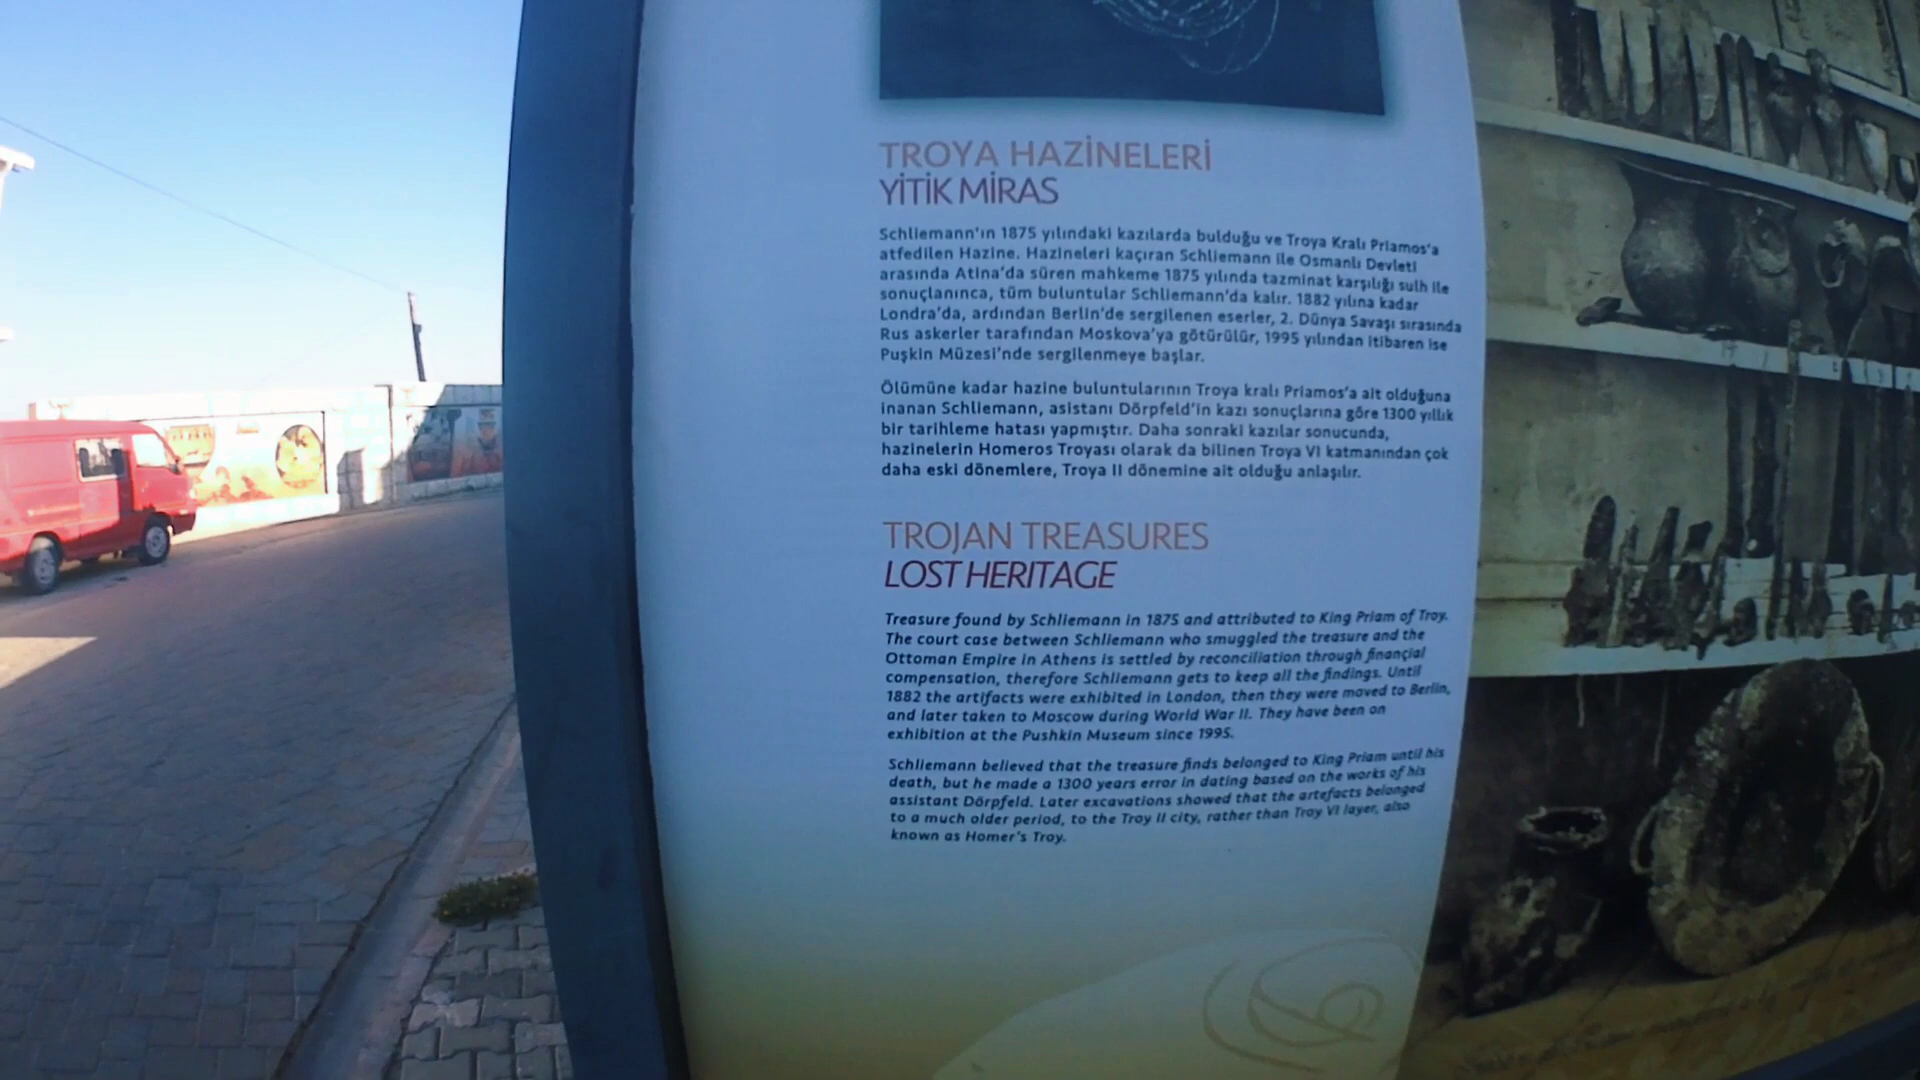 TROYA HAZİNELERİ
YİTİK MİRAS
Schliemann'ın 1875 yılındaki kazılarda bulduğu ve Troya Kralı Priamos'a
atfedilen Hazine. Hazineleri kaçıran Schliemann ile Osmanlı Devleti
arasında Atina'da süren mahkeme 1875 yılında tazminat karşılığı sulh ile
sonuçlanınca, tüm buluntular Schliemann'da kalır. 1882 yılına kadar
Londra'da, ardından Berlin'de sergilenen eserler, 2. Dünya Savaşı sırasında
Rus askerler tarafından Moskova'ya götürülür, 1995 yılından itibaren ise
Puşkin Müzesi'nde sergilenmeye başlar.
Ölümüne kadar hazine buluntularının Troya kralı Priamos'a ait olduğuna
inanan Schliemann, asistanı Dörpfeld'in kazı sonuçlarına göre 1300 yıllık
bir tarihleme hatası yapmıştır. Daha sonraki kazılar sonucunda,
hazinelerin Homeros Troyası olarak da bilinen Troya VI katmanından çok
daha eski dönemlere, Troya II dönemine ait olduğu anlaşılır.
TROJAN TREASURES
LOST HERITAGE
Treasure found by Schliemann in 1875 and attributed to King Priam of Troy.
The court case between Schliemann who smuggled the treasure and the
Ottoman Empire in Athens is settled by reconciliation through financial
compensation, therefore Schliemann gets to keep all the findings. Until
1882 the artifacts were exhibited in London, then they were moved to Berlin,
and later taken to Moscow during World War II. They have been on
exhibition at the Pushkin Museum since 1995.
Schliemann believed that the treasure finds belonged to King Priam until his
death, but he made a 1300 years error in dating based on the works of his
assistant Dörpfeld. Later excavations showed that the artefacts belonged
to a much older period, to the Troy II city, rather than Troy VI layer, also
known as Homer's Troy.